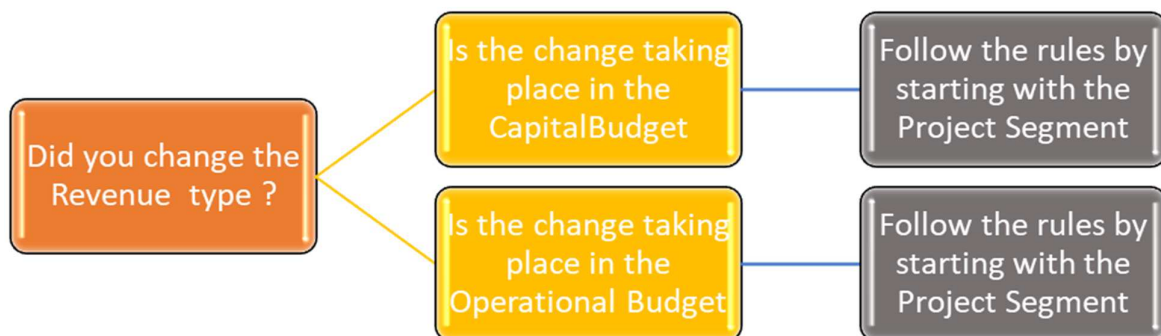 Did you change the
Revenue type ?
Is the change taking
place in the
CapitalBudget
Follow the rules by
starting with the
Project Segment
Is the change taking
place in the
Operational Budget
Follow the rules by
starting with the
Project Segment